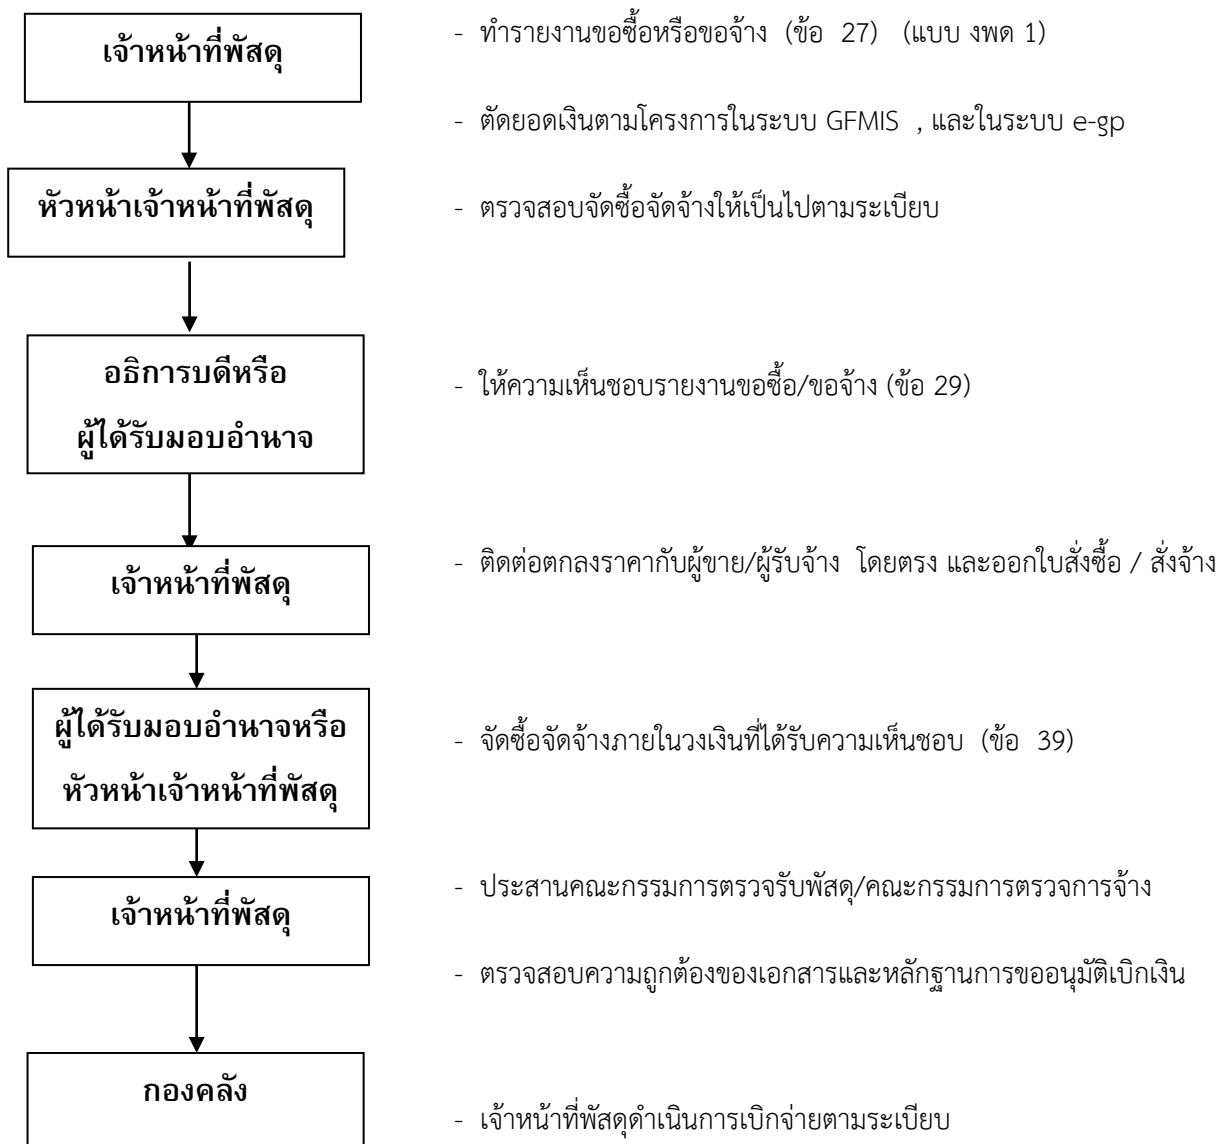 เจ้าหน้าที่พัสดุ
- ทำรายงานขอซื้อหรือขอจ้าง (ข้อ 27) (แบบ งพด 1)
- ตัดยอดเงินตามโครงการในระบบ GFMIS , และในระบบ e-gp
หัวหน้าเจ้าหน้าที่พัสดุ
- ตรวจสอบจัดซื้อจัดจ้างให้เป็นไปตามระเบียบ
อธิการบดีหรือ
ผู้ได้รับมอบอำนาจ
- ให้ความเห็นชอบรายงานขอซื้อ/ขอจ้าง (ข้อ 29)
เจ้าหน้าที่พัสดุ
- ติดต่อตกลงราคากับผู้ขาย/ผู้รับจ้าง โดยตรง และออกใบสั่งซื้อ / สั่งจ้าง
ผู้ได้รับมอบอำนาจหรือ
หัวหน้าเจ้าหน้าที่พัสดุ
- จัดซื้อจัดจ้างภายในวงเงินที่ได้รับความเห็นชอบ (ข้อ 39)
เจ้าหน้าที่พัสดุ
- ประสานคณะกรรมการตรวจรับพัสดุ/คณะกรรมการตรวจการจ้าง
- ตรวจสอบความถูกต้องของเอกสารและหลักฐานการขออนุมัติเบิกเงิน
กองคลัง
- เจ้าหน้าที่พัสดุดำเนินการเบิกจ่ายตามระเบียบ